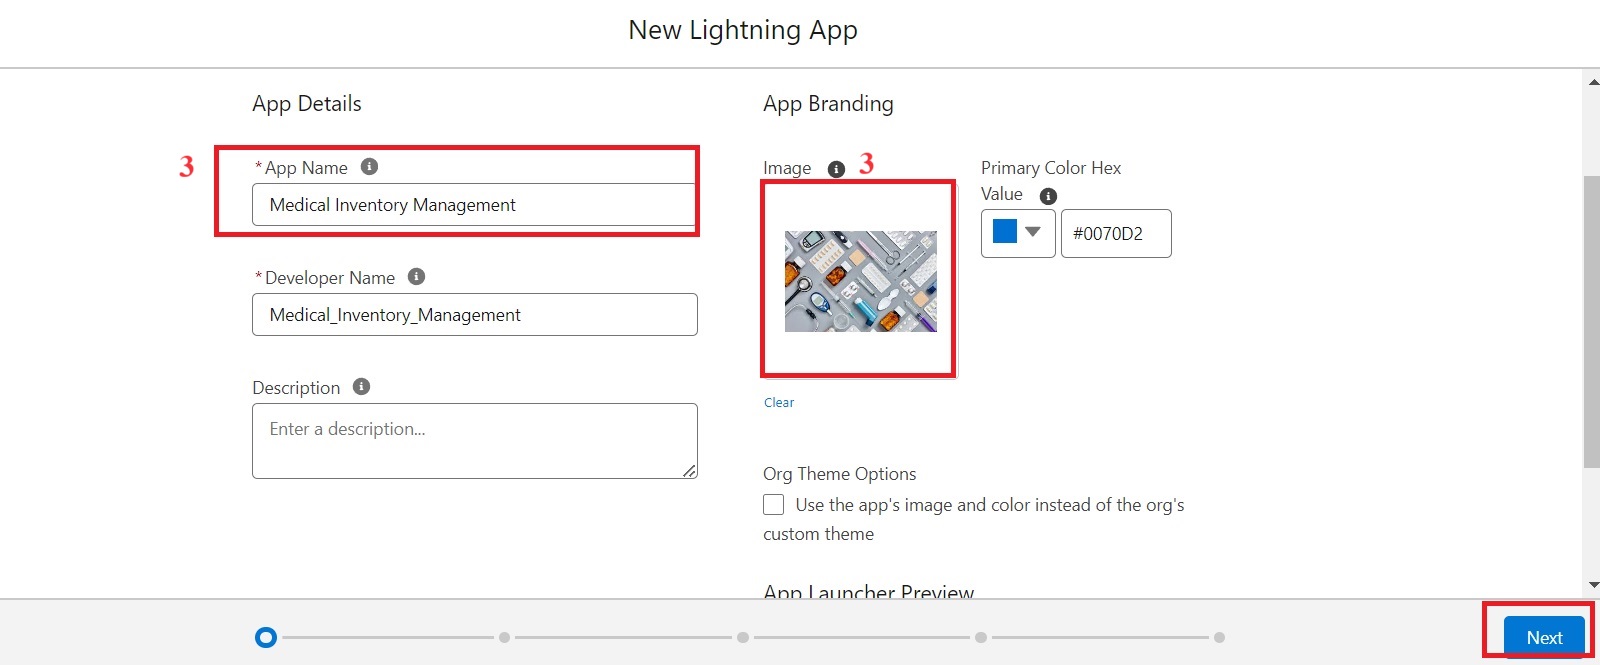 New Lightning App
App Details
3
*App Name
Medical Inventory Management
*Developer Name
Medical_Inventory_Management
Description
Enter a description...
App Branding
Image
3
Primary Color Hex
Value
#0070D2
Clear
Org Theme Options
Use the app's image and color instead of the org's
custom theme
App Launcher Preview
Next